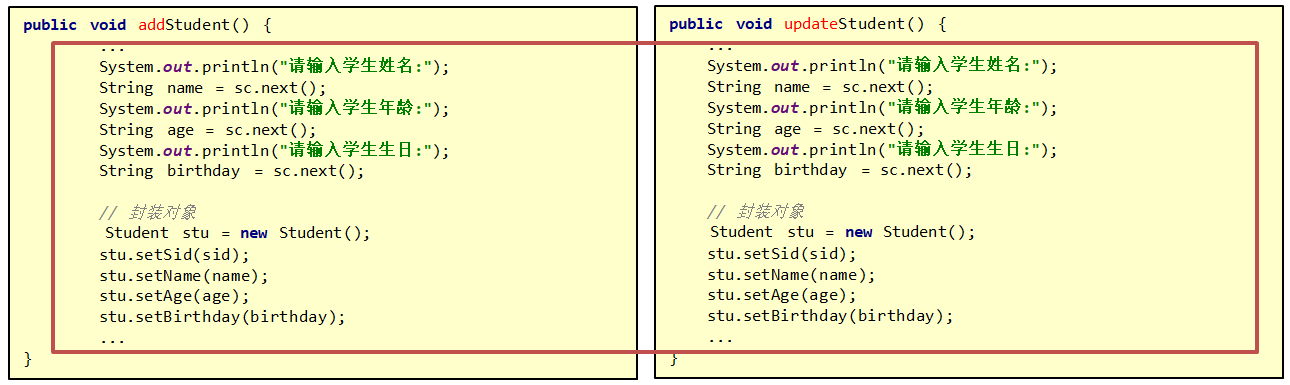 public void addStudent() {
...
System.out.println("请输入学生姓名:");
String name = sc.next();
System.out.println("请输入学生年龄:");
String age = sc.next();
System.out.println("请输入学生生日:");
String birthday = sc.next();
// 封装对象
Student stu = new Student();
stu.setSid(sid);
stu.setName(name);
stu.setAge(age);
stu.setBirthday(birthday);
...
}
public void updateStudent() {
...
System.out.println("请输入学生姓名:");
String name = sc.next();
System.out.println("请输入学生年龄:");
String age = sc.next();
System.out.println("请输入学生生日:");
String birthday = sc.next();
// 封装对象
Student stu = new Student();
stu.setSid(sid);
stu.setName(name);
stu.setAge(age);
stu.setBirthday(birthday);
...
}